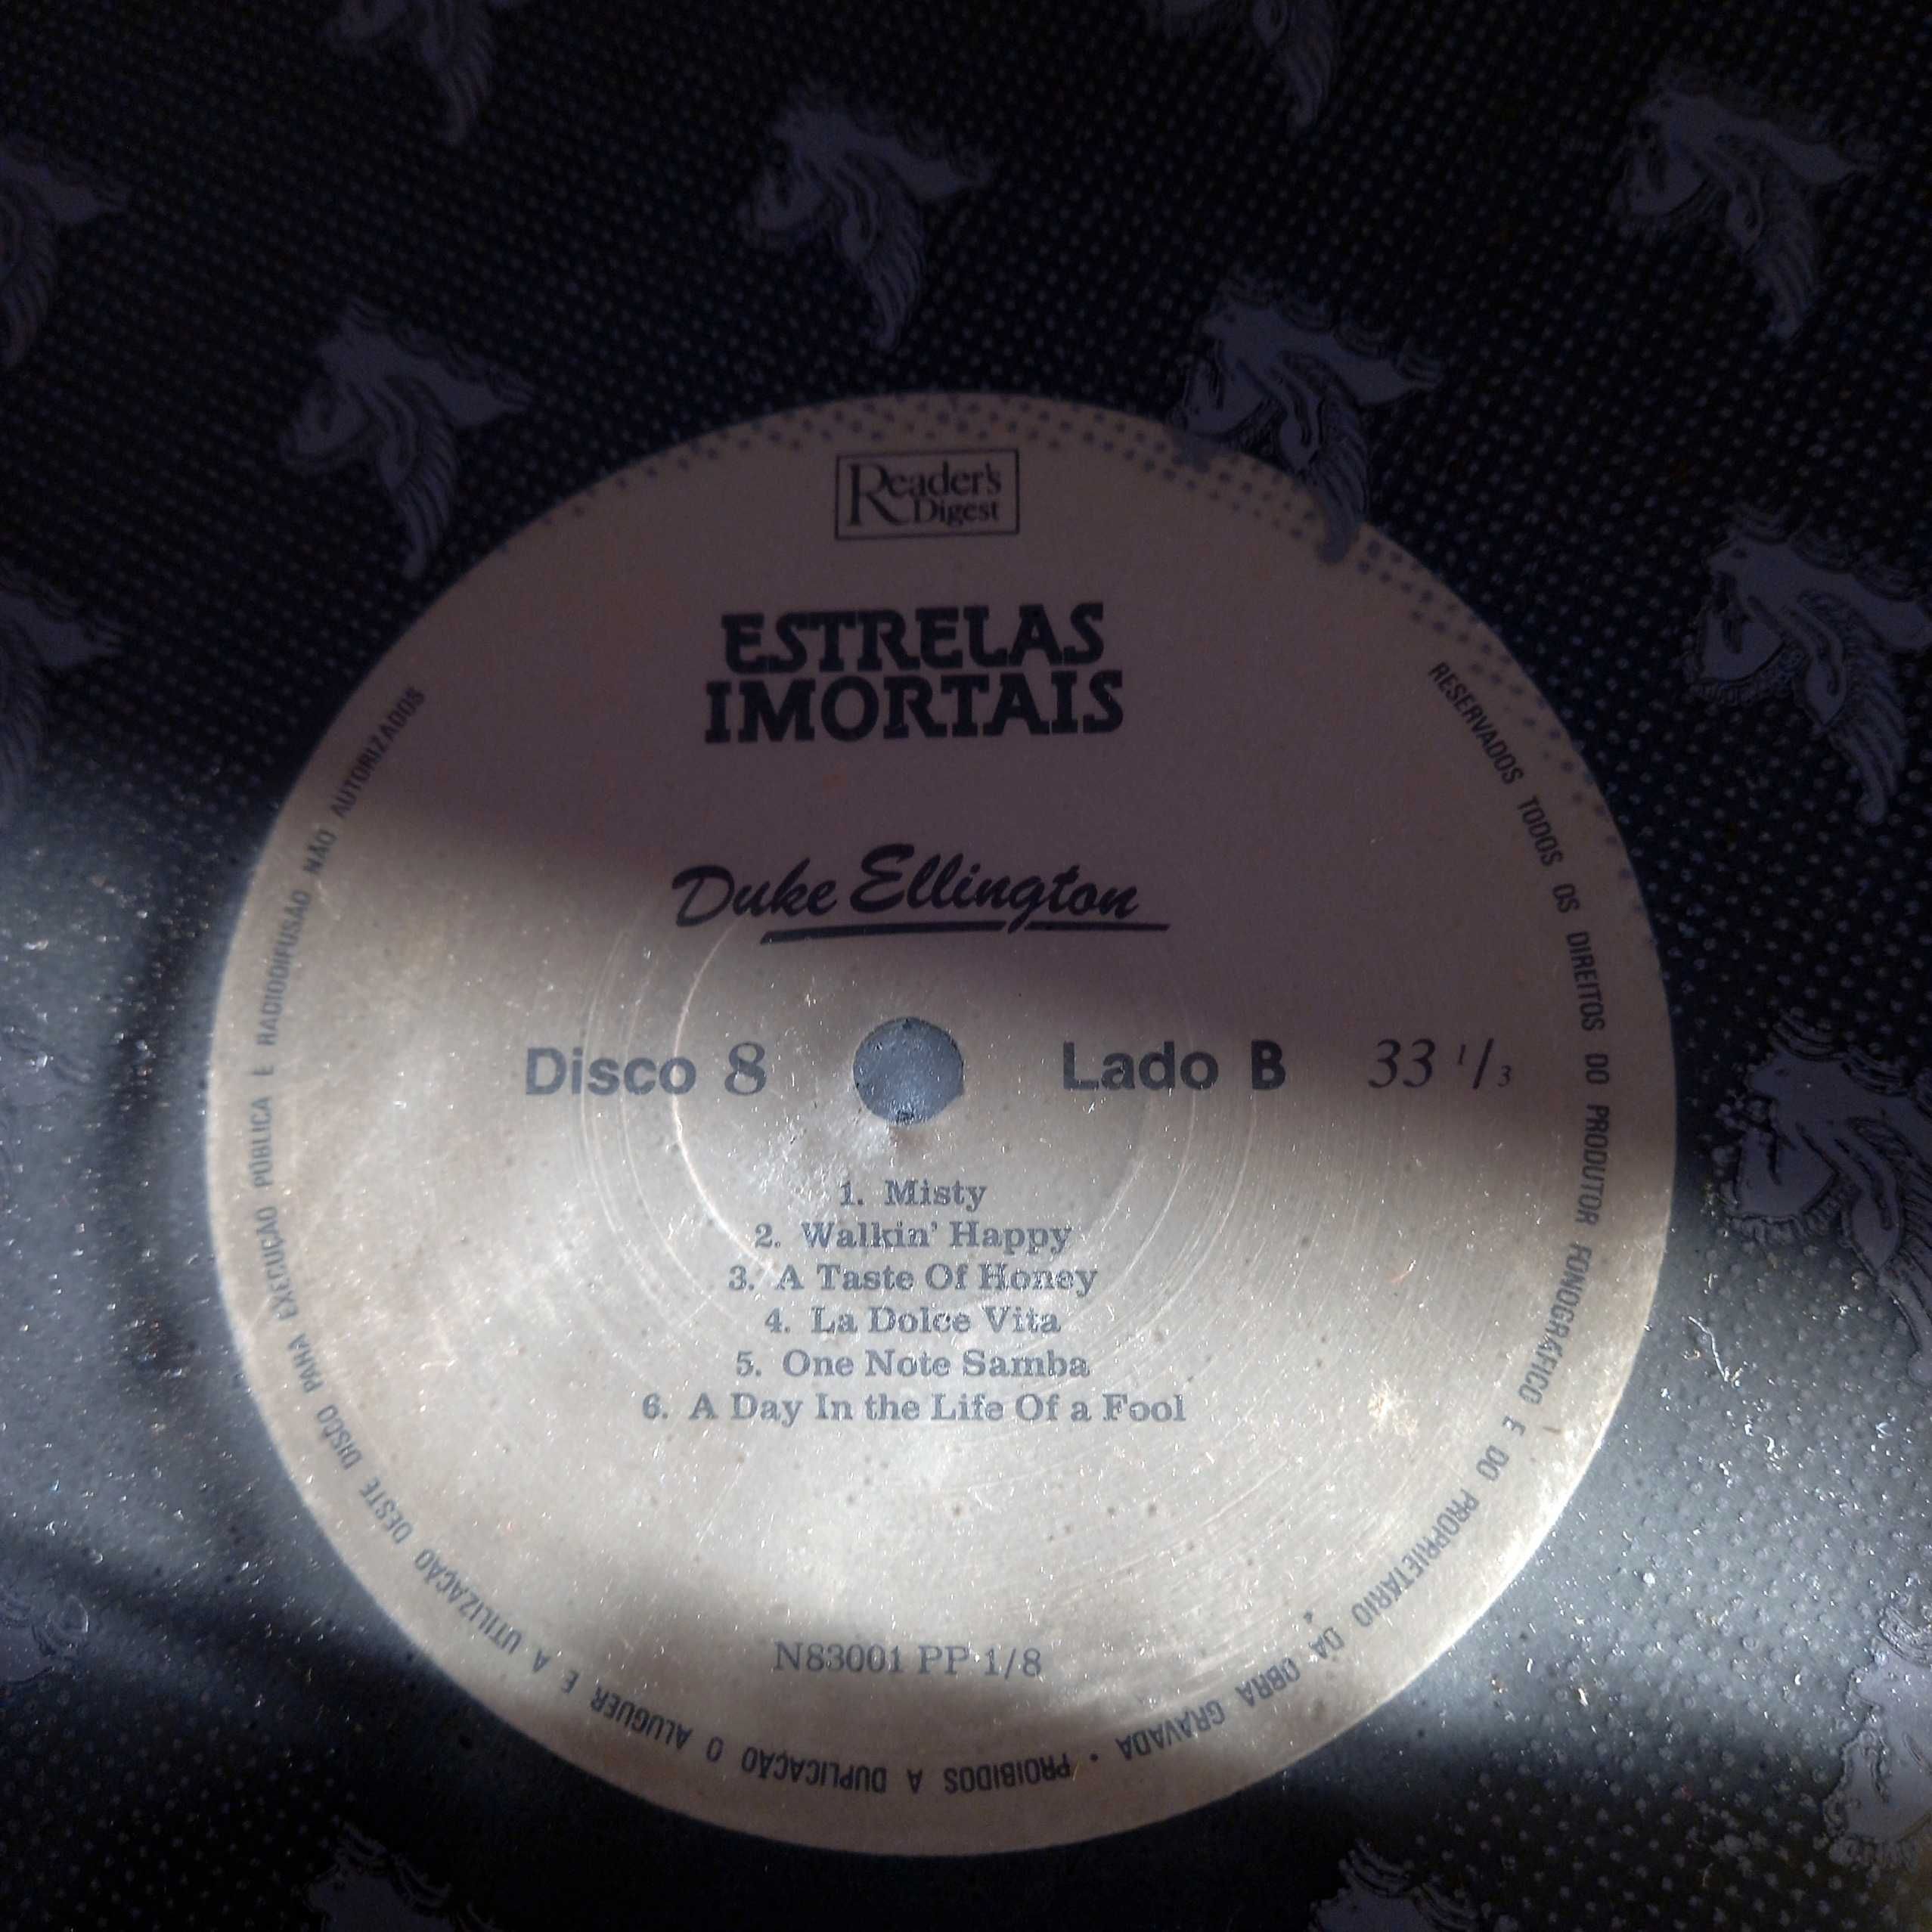 Reader's
Digest
ESTRELAS
IMORTAIS
Duke Ellington
Disco 8 Lado B 33 1/3
1. Misty
2. Walkin' Happy
3. A Taste Of Honey
4. La Dolce Vita
5. One Note Samba
6. A Day In the Life Of a Fool
N83001 PP 1/8
RESERVADOS TODOS OS DIREITOS DO PRODUTOR FONOGRÁFICO E DO PROPRIETÁRIO DA OBRA GRAVADA · PROIBIDOS A DUPLICAÇÃO O ALUGUER E A UTILIZAÇÃO DESTE DISCO PARA EXECUÇÃO PÚBLICA E RADIODIFUSÃO NÃO AUTORIZADOS